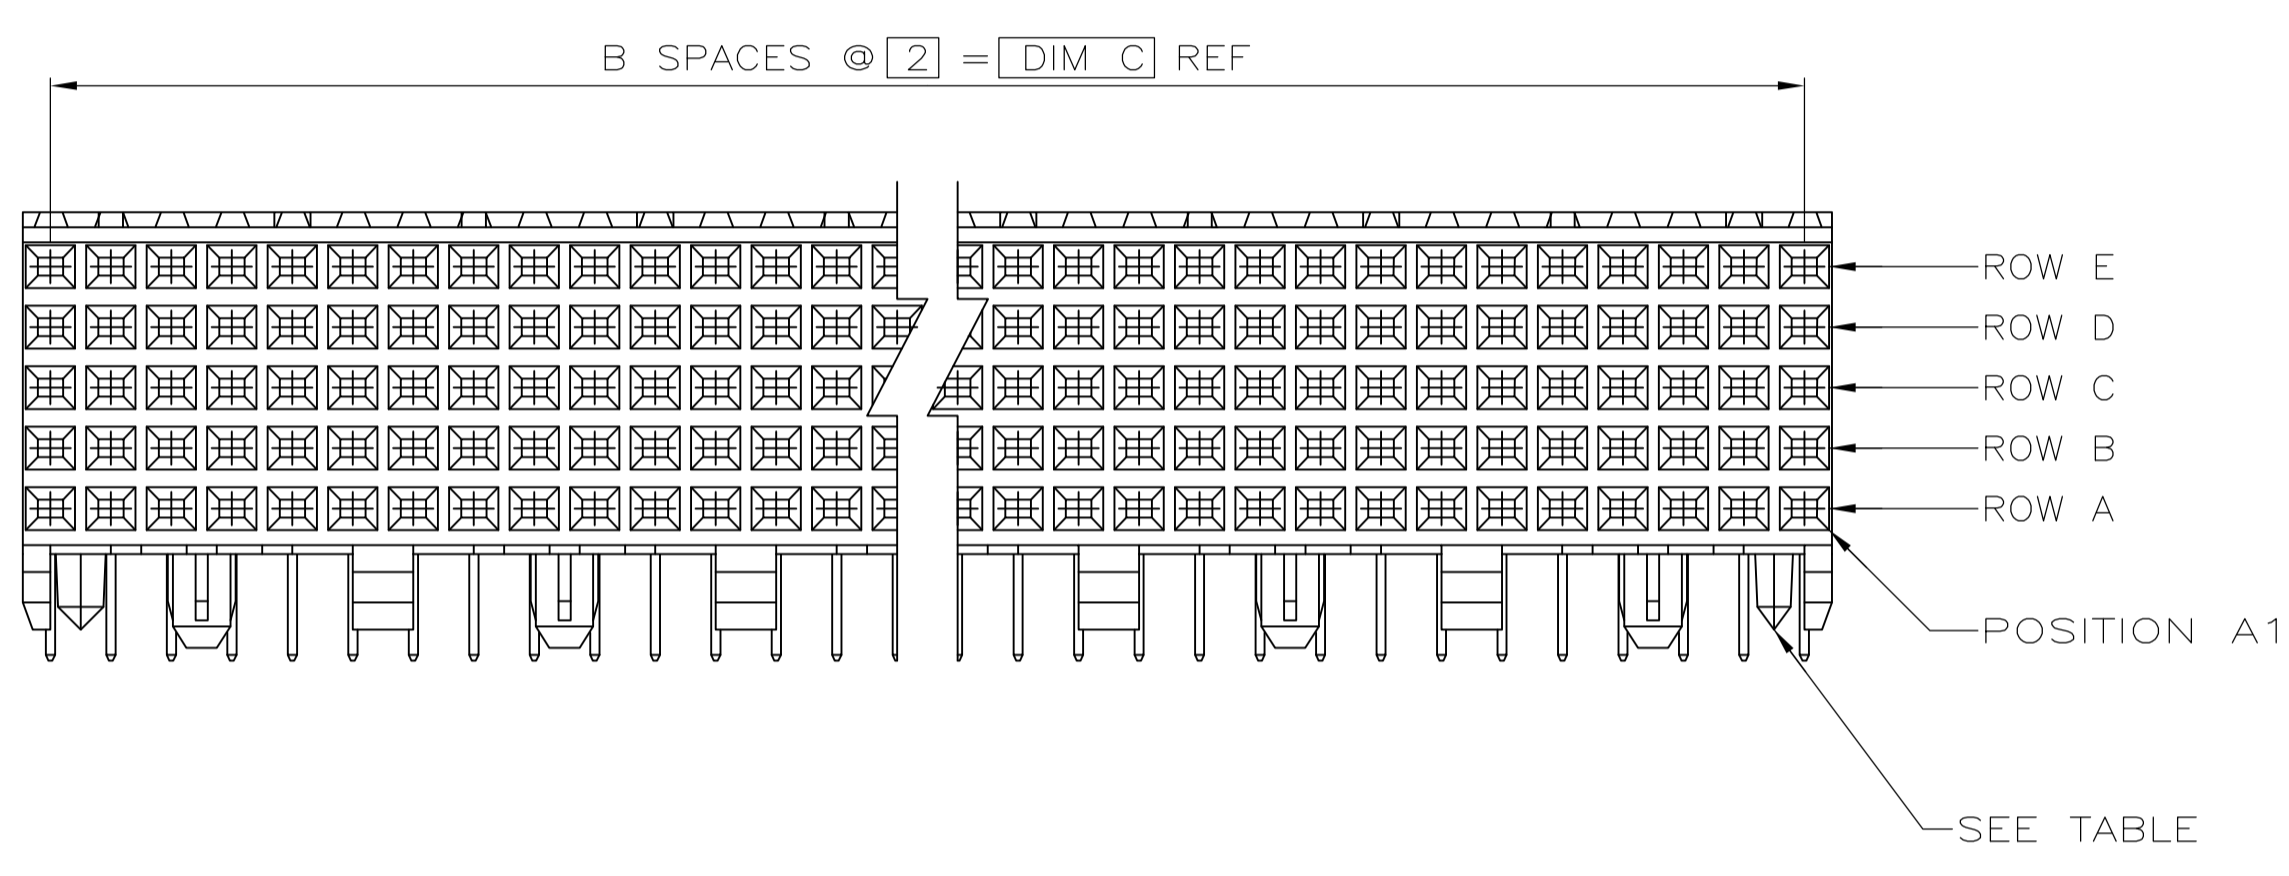 B SPACES @ 2 = DIM C REF
ROW E
ROW D
ROW C
ROW B
ROW A
POSITION A1
SEE TABLE